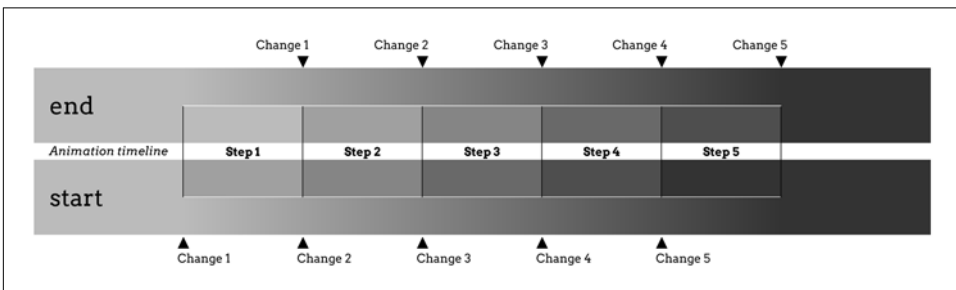 Change 1 Change 2 Change 3 Change 4 Change 5
end
Animation timeline Step 1 Step 2 Step 3 Step 4 Step 5
start
Change 1 Change 2 Change 3 Change 4 Change 5